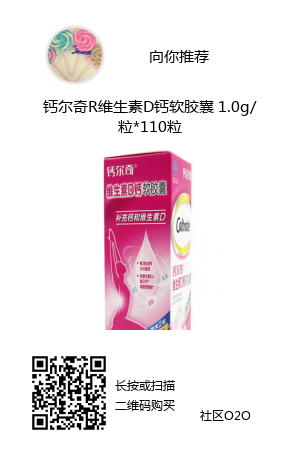 向你推荐
钙尔奇R维生素D钙软胶囊 1.0g/
粒*110粒
钙尔奇
维生素D钙软胶囊
补充钙和维生素D
Caltrate
长按或扫描
二维码购买
社区O2O